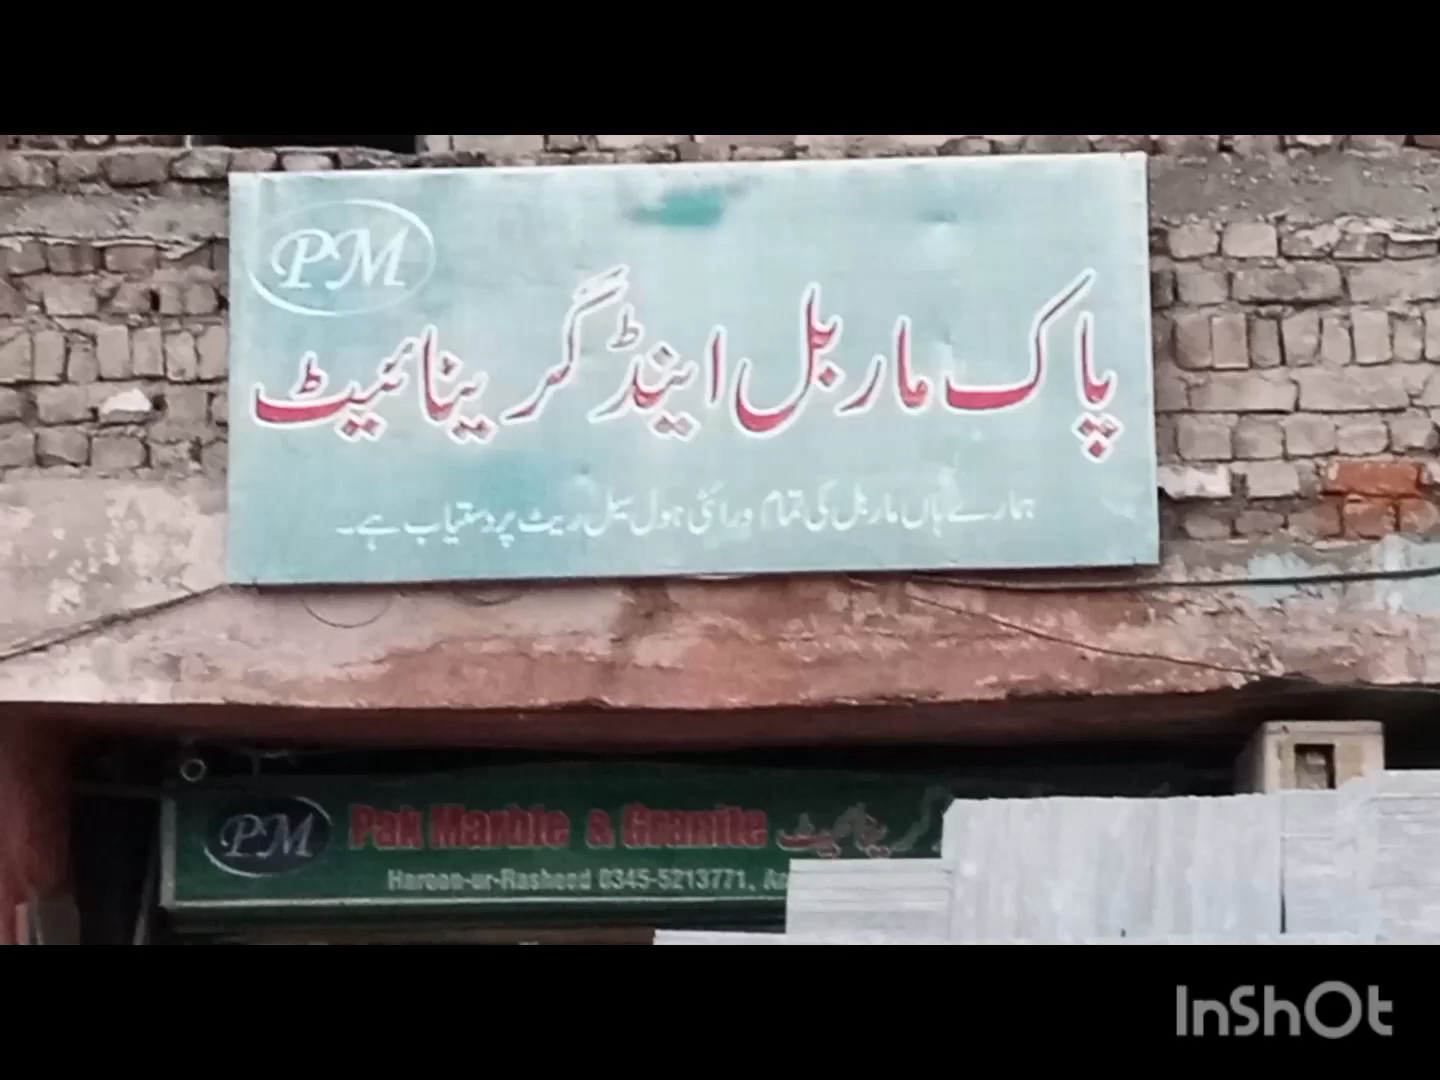 PM
پاک ماربل اینڈ گرینائیٹ
ہمارے ہاں ماربل کی تمام ورائٹی ہول سیل ریٹ پر دستیاب ہے۔
PM Pak Marble & Granite گرینائیٹ
Haroon-ur-Rasheed 0345-5213771,
InShOt